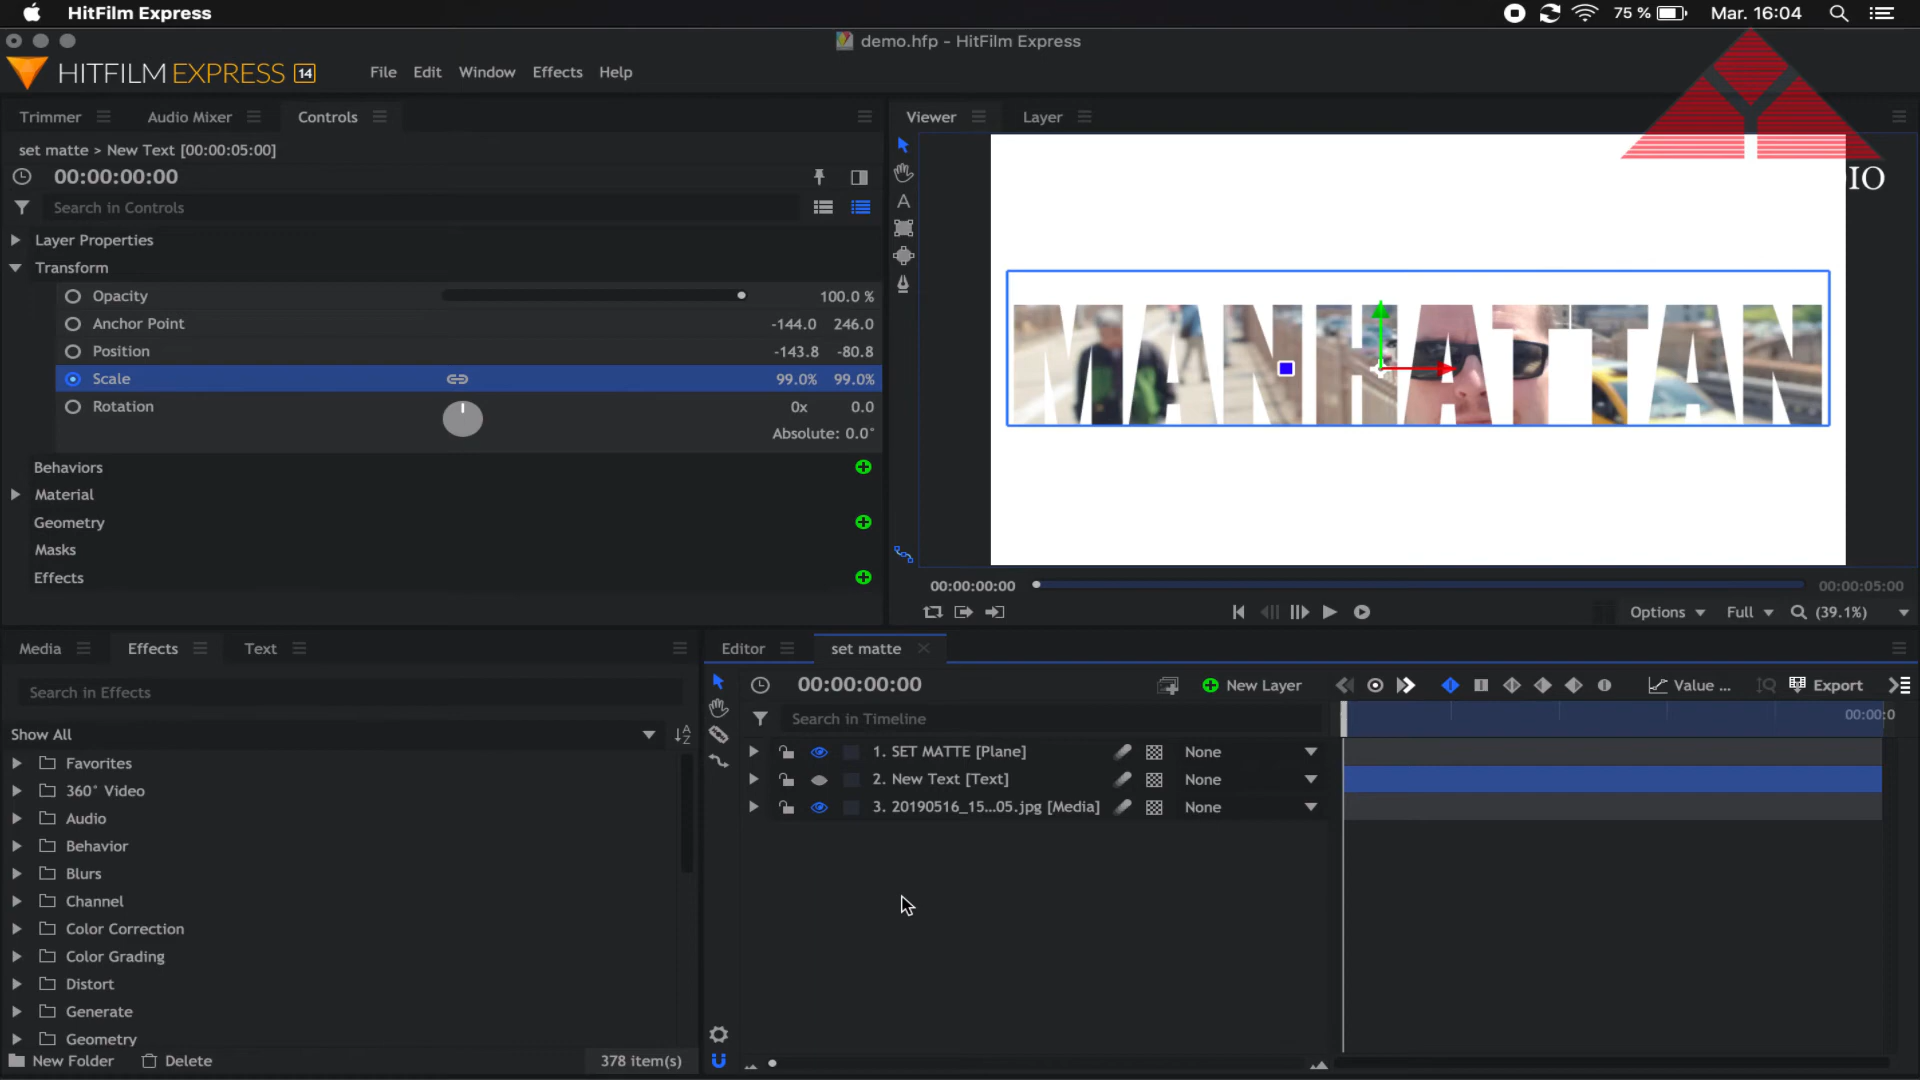 HitFilm Express
75 %
Mar. 16:04
demo.hfp - HitFilm Express
HITFILM EXPRESS 14
File Edit Window Effects Help
Trimmer Audio Mixer Controls
Viewer Layer
set matte > New Text [00:00:05:00]
00:00:00:00
Search in Controls
Layer Properties
Transform
Opacity 100.0 %
Anchor Point -144.0 246.0
Position -143.8 -80.8
Scale 99.0% 99.0%
Rotation 0x 0.0
Absolute: 0.0°
Behaviors
Material
Geometry
Masks
Effects
A
IO
MANHATTAN
00:00:00:00 00:00:05:00
Options Full (39.1%)
Media Effects Text
Search in Effects
Show All
Favorites
360° Video
Audio
Behavior
Blurs
Channel
Color Correction
Color Grading
Distort
Generate
Geometry
New Folder Delete 378 item(s)
Editor set matte
00:00:00:00 New Layer Value ... Export
Search in Timeline 00:00:0
1. SET MATTE [Plane] None
2. New Text [Text] None
3. 20190516_15...05.jpg [Media] None